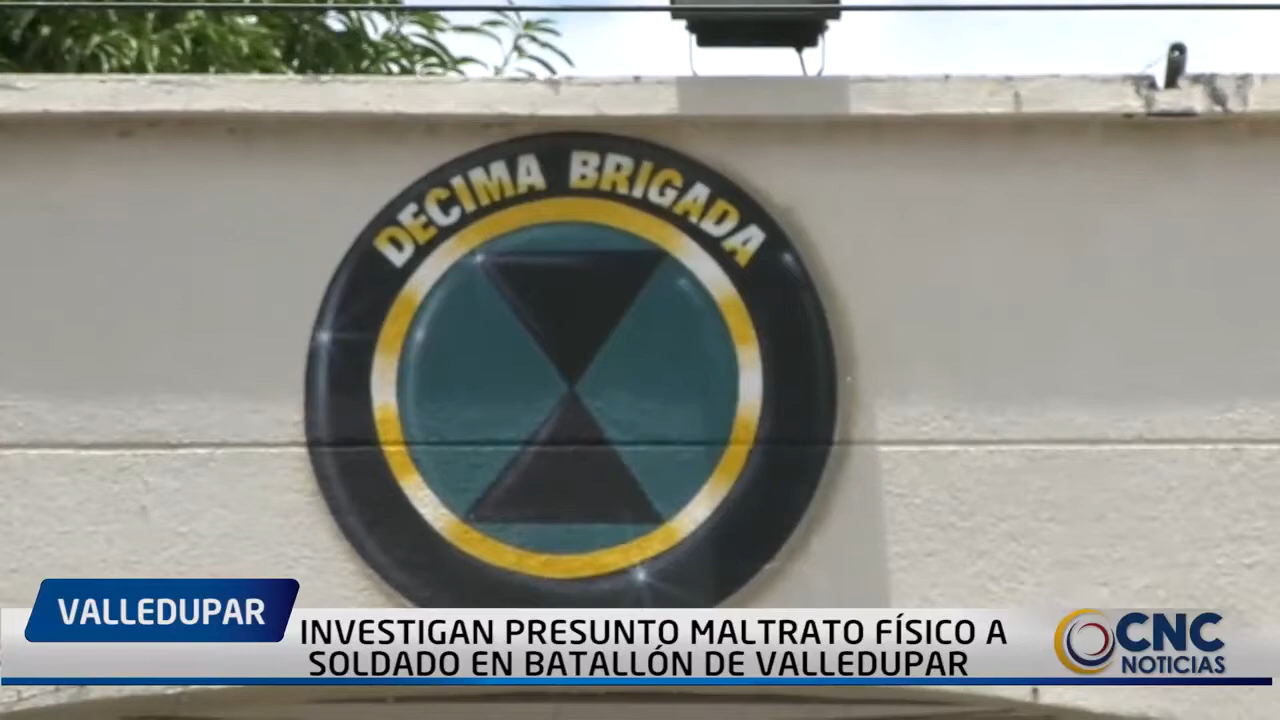 DECIMA BRIGADA
VALLEDUPAR
INVESTIGAN PRESUNTO MALTRATO FÍSICO A
SOLDADO EN BATALLÓN DE VALLEDUPAR
CNC
NOTICIAS